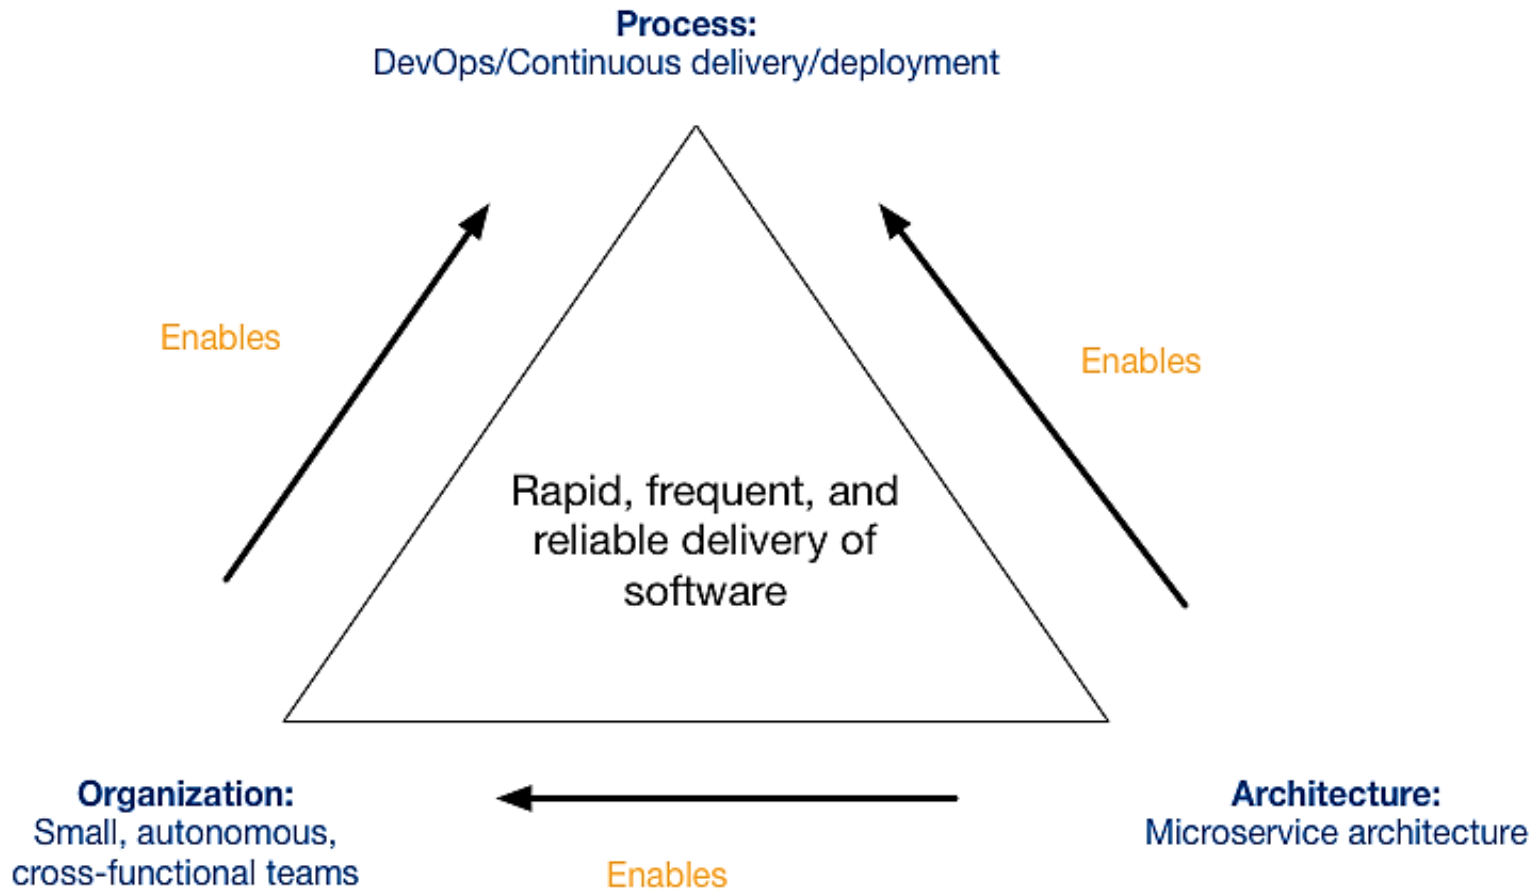 Process:
DevOps/Continuous delivery/deployment
Enables
Enables
Rapid, frequent, and
reliable delivery of
software
Organization:
Small, autonomous,
cross-functional teams
Enables
Architecture:
Microservice architecture